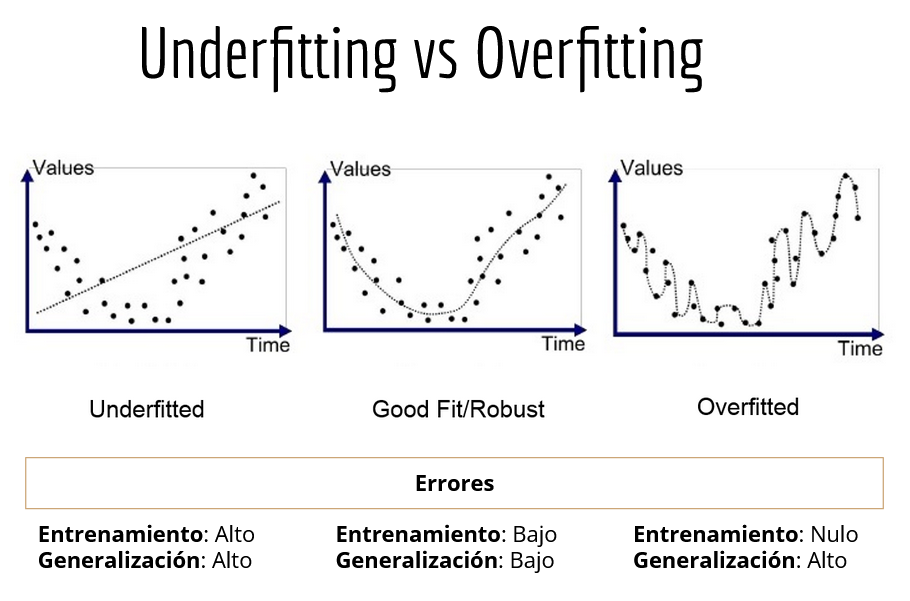 Underfitting vs Overfitting
Values
Time
Underfitted
Values
Time
Good Fit/Robust
Values
Time
Overfitted
Errores
Entrenamiento: Alto
Generalización: Alto
Entrenamiento: Bajo
Generalización: Bajo
Entrenamiento: Nulo
Generalización: Alto